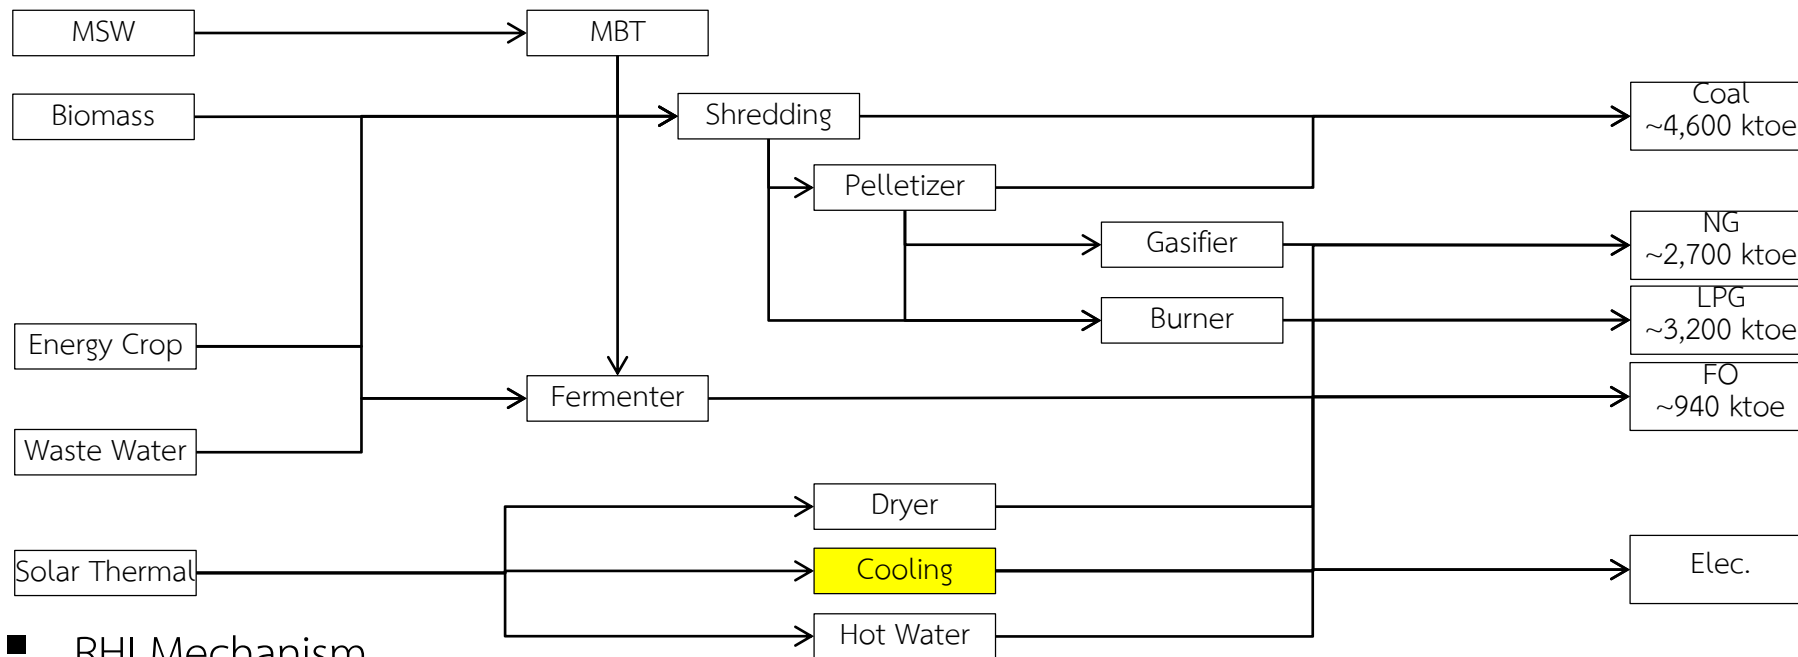 MSW
MBT
Biomass
Shredding
Coal
~4,600 ktoe
Pelletizer
Gasifier
NG
~2,700 ktoe
Burner
LPG
~3,200 ktoe
Energy Crop
Fermenter
FO
~940 ktoe
Waste Water
Dryer
Solar Thermal
Cooling
Elec.
Hot Water
■ RHI Mechanism